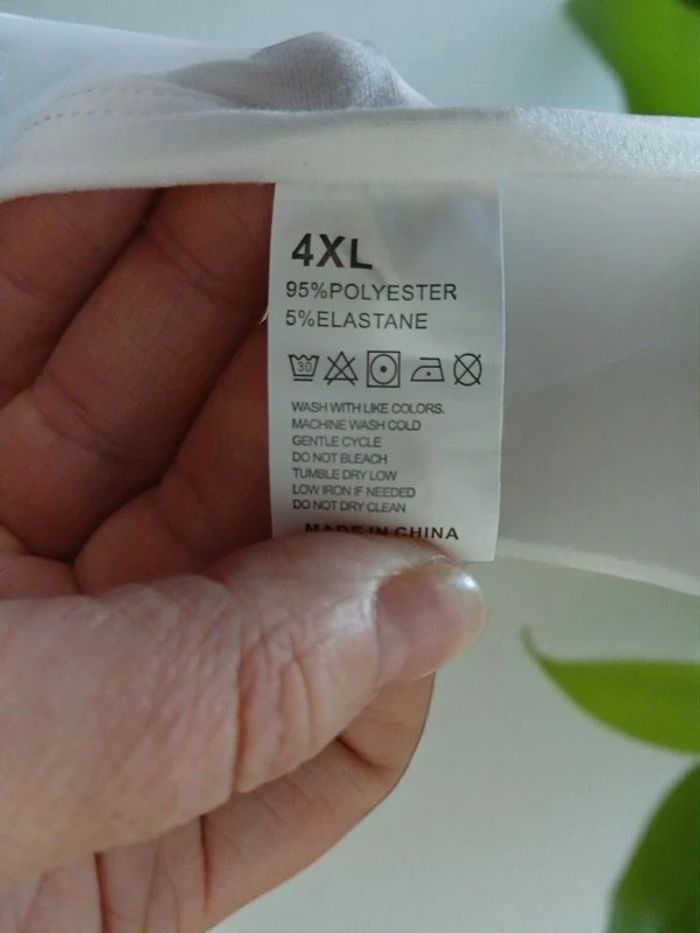 4XL
95%POLYESTER
5%ELASTANE
30
WASH WITH LIKE COLORS.
MACHINE WASH COLD
GENTLE CYCLE
DO NOT BLEACH
TUMBLE DRY LOW
LOW IRON IF NEEDED
DO NOT DRY CLEAN
MADE IN CHINA